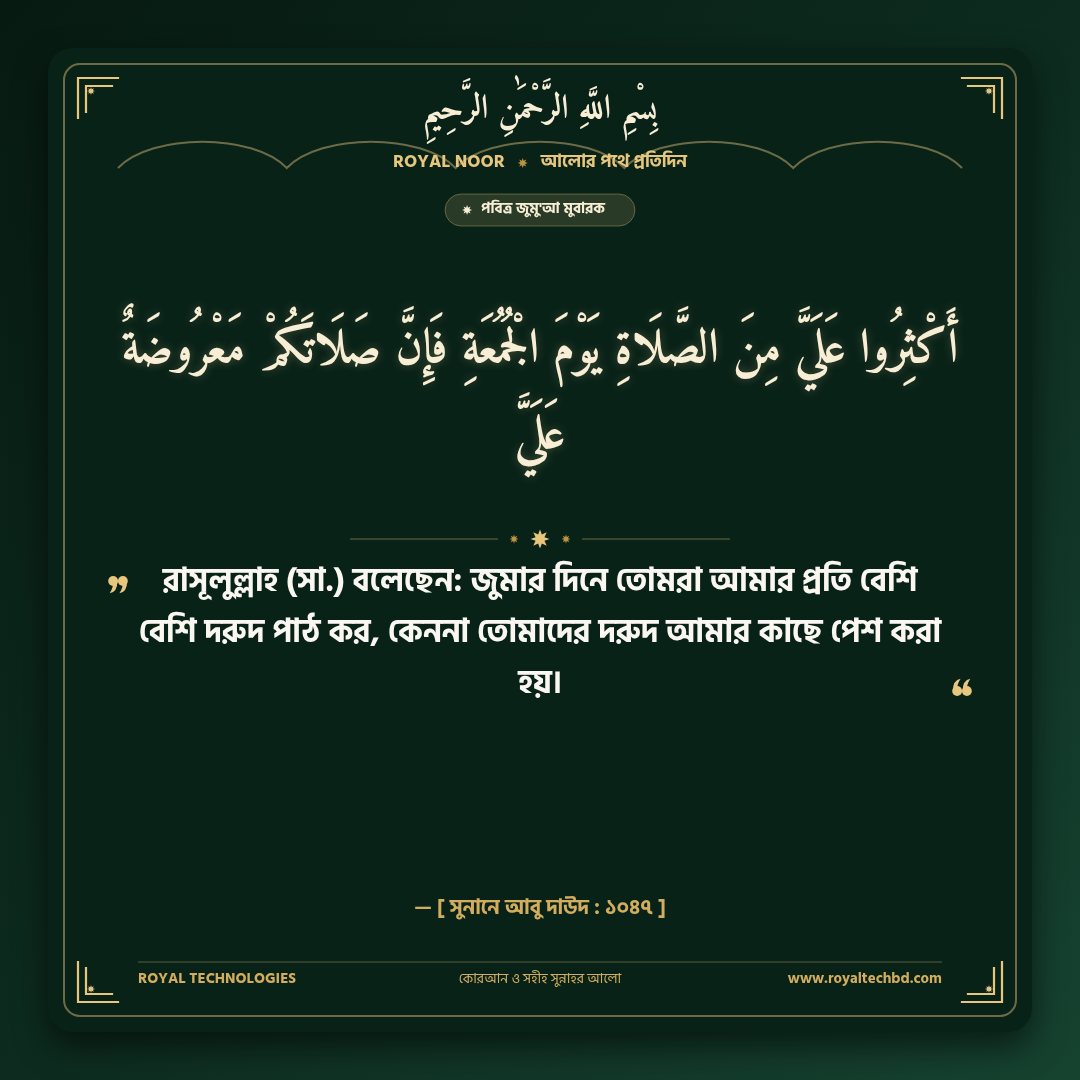 بِسْمِ اللَّهِ الرَّحْمَٰنِ الرَّحِيمِ
ROYAL NOOR ✷ আলোর পথে প্রতিদিন
✷ পবিত্র জুমু'আ মুবারক
أَكْثِرُوا عَلَيَّ مِنَ الصَّلَاةِ يَوْمَ الْجُمُعَةِ فَإِنَّ صَلَاتَكُمْ مَعْرُوضَةٌ
عَلَيَّ
❞ রাসূলুল্লাহ (সা.) বলেছেন: জুমার দিনে তোমরা আমার প্রতি বেশি
বেশি দরুদ পাঠ কর, কেননা তোমাদের দরুদ আমার কাছে পেশ করা
হয়। ❝
— [ সুনানে আবু দাউদ : ১০৪৭ ]
ROYAL TECHNOLOGIES কোরআন ও সহীহ সুন্নাহর আলো www.royaltechbd.com